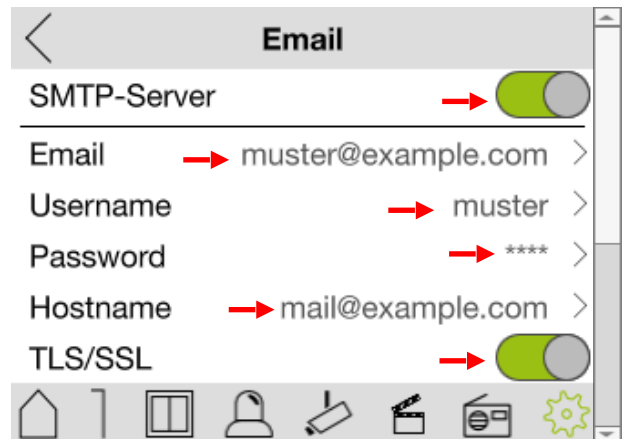 Email
SMTP-Server
Email muster@example.com
Username muster
Password ****
Hostname mail@example.com
TLS/SSL